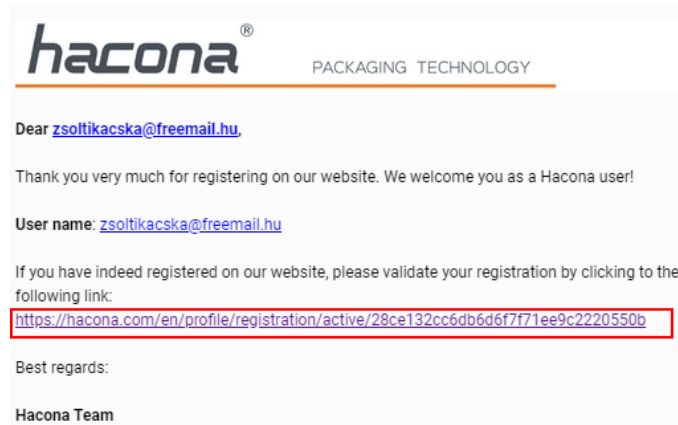 hacona®
PACKAGING TECHNOLOGY
Dear zsoltikacska@freemail.hu,
Thank you very much for registering on our website. We welcome you as a Hacona user!
User name: zsoltikacska@freemail.hu
If you have indeed registered on our website, please validate your registration by clicking to the
following link:
https://hacona.com/en/profile/registration/active/28ce132cc6db6d6f7f71ee9c2220550b
Best regards:
Hacona Team